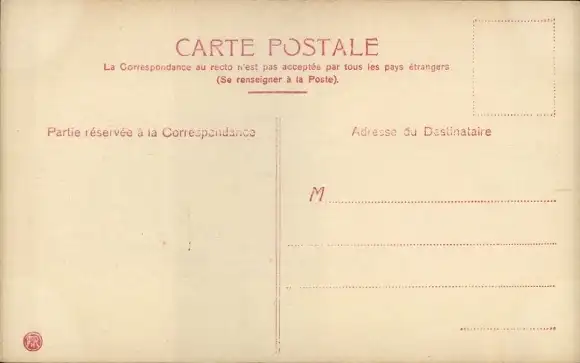 CARTE POSTALE
La Correspondance au recto n'est pas acceptée par tous les pays étrangers
(Se renseigner à la Poste).
Partie réservée à la Correspondance
Adresse du Destinataire
M